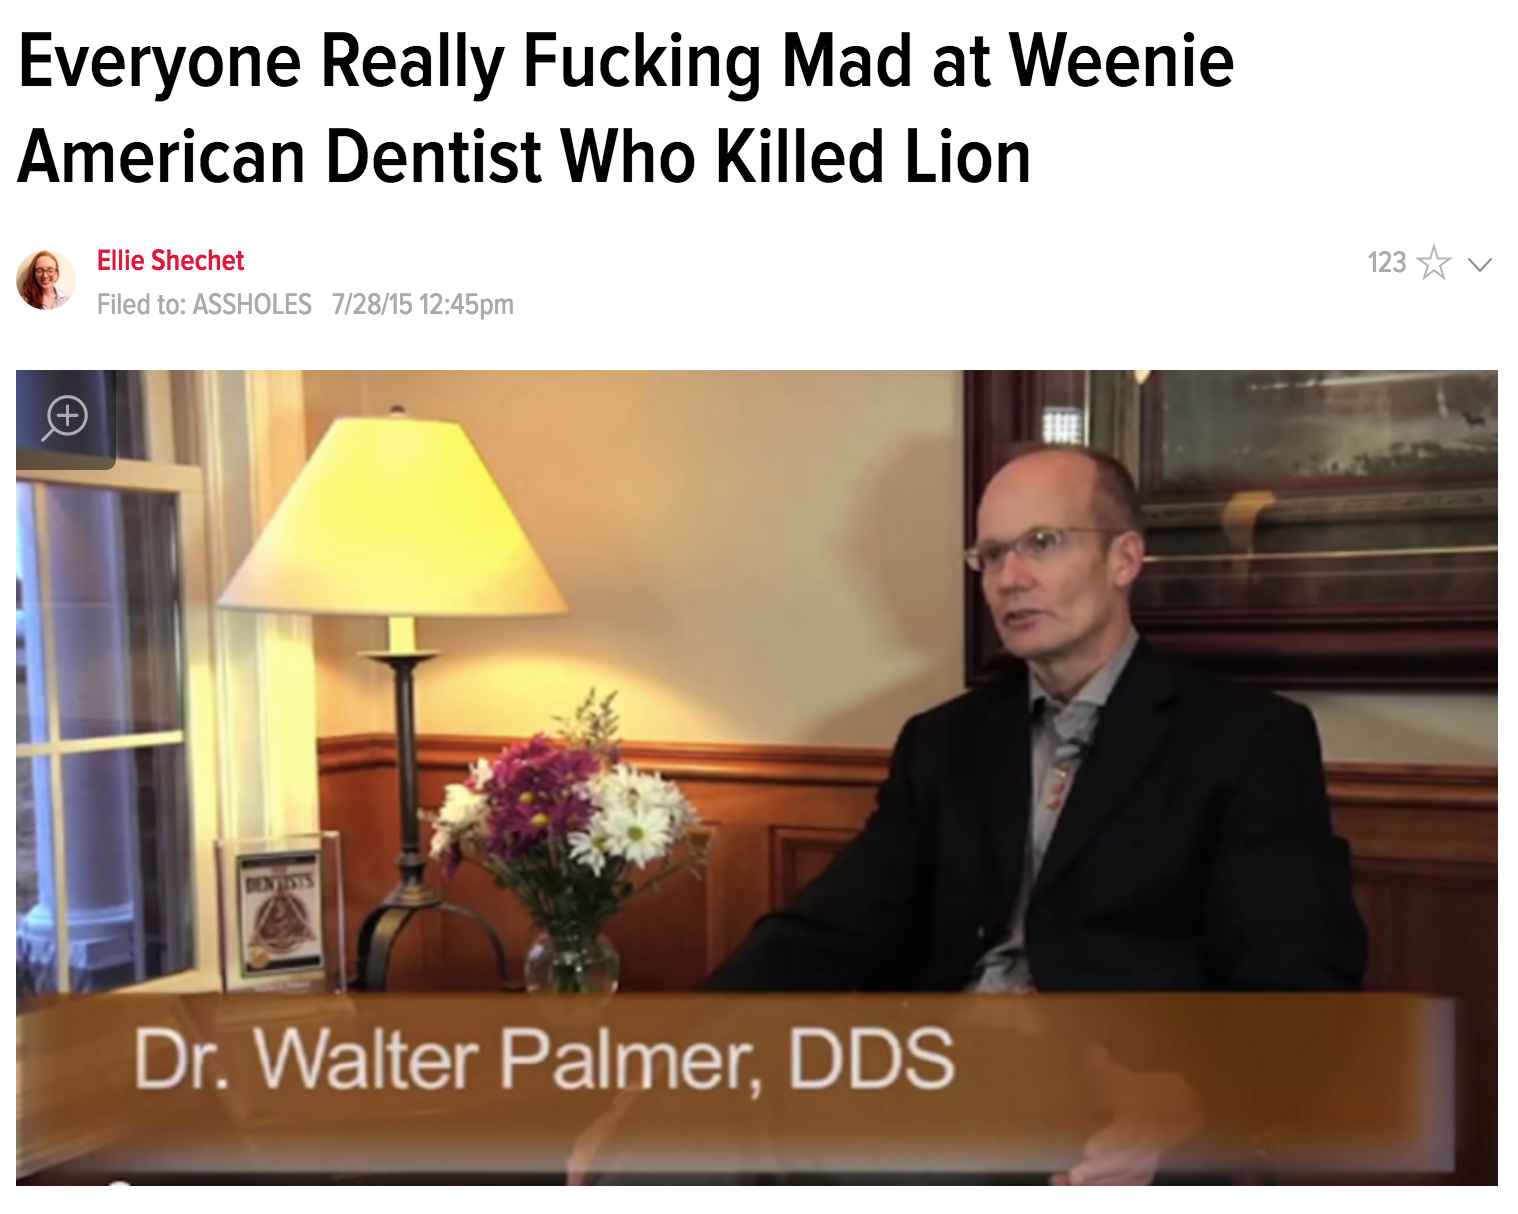 Everyone Really Fucking Mad at Weenie
American Dentist Who Killed Lion
Ellie Shechet
123
Filed to: ASSHOLES 7/28/15 12:45pm
DENTISTS
Dr. Walter Palmer, DDS